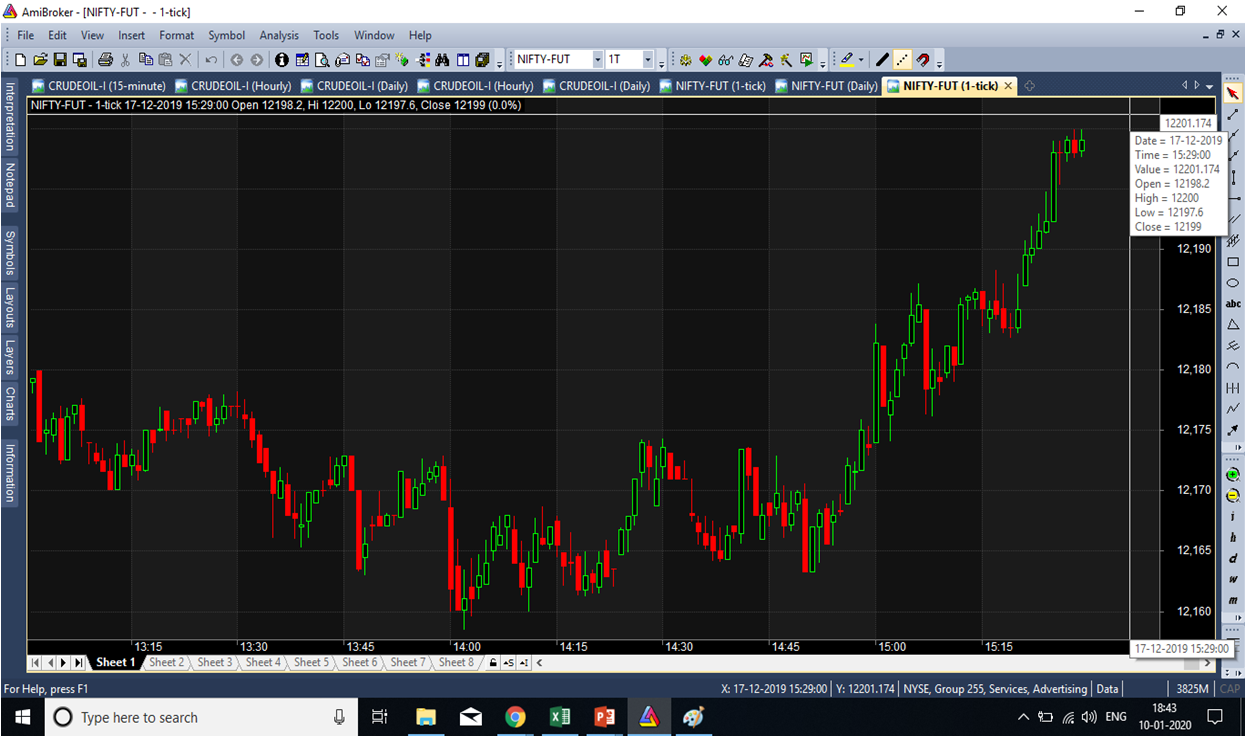 AmiBroker - [NIFTY-FUT - - 1-tick]
File Edit View Insert Format Symbol Analysis Tools Window Help
NIFTY-FUT 1T
CRUDEOIL-I (15-minute) CRUDEOIL-I (Hourly) CRUDEOIL-I (Daily) CRUDEOIL-I (Hourly) CRUDEOIL-I (Daily) NIFTY-FUT (1-tick) NIFTY-FUT (Daily) NIFTY-FUT (1-tick)
NIFTY-FUT - 1-tick 17-12-2019 15:29:00 Open 12198.2, Hi 12200, Lo 12197.6, Close 12199 (0.0%)
Interpretation
Notepad
Symbols
Layouts
Layers
Charts
Information
12201.174
Date = 17-12-2019
Time = 15:29:00
Value = 12201.174
Open = 12198.2
High = 12200
Low = 12197.6
Close = 12199
12,190
12,185
12,180
12,175
12,170
12,165
12,160
abc
i
h
d
w
m
13:15 13:30 13:45 14:00 14:15 14:30 14:45 15:00 15:15
17-12-2019 15:29:00
Sheet 1 Sheet 2 Sheet 3 Sheet 4 Sheet 5 Sheet 6 Sheet 7 Sheet 8 S I
For Help, press F1
X: 17-12-2019 15:29:00 Y: 12201.174 NYSE, Group 255, Services, Advertising Data 3825M CAP
Type here to search
ENG
18:43
10-01-2020